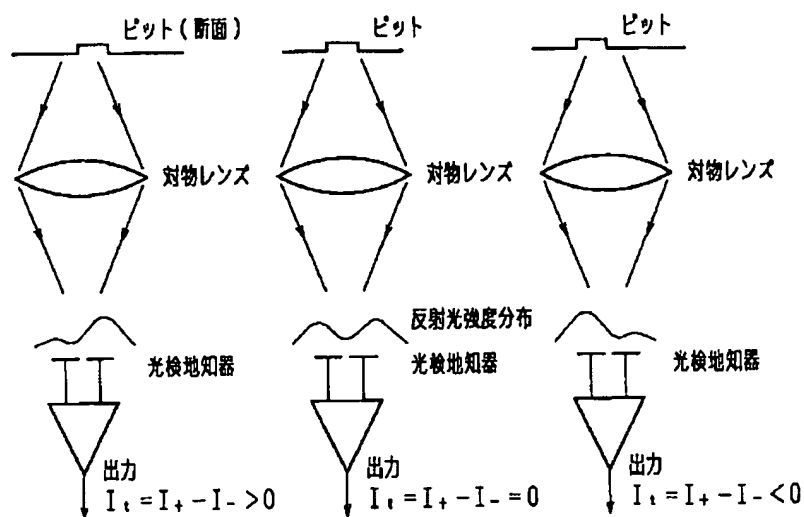 ピット(断面)
ピット
ピット
対物レンズ
対物レンズ
対物レンズ
反射光強度分布
光検地知器
光検地知器
光検地知器
出力
出力
出力
Iₜ=I₊-I₋>0
Iₜ=I₊-I₋=0
Iₜ=I₊-I₋<0